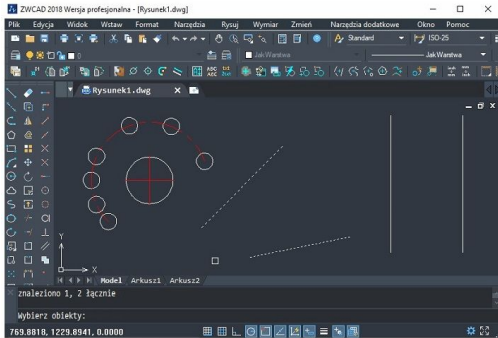 ZWCAD 2018 Wersja profesjonalna - [Rysunek1.dwg]
Plik Edycja Widok Wstaw Format Narzędzia Rysuj Wymiar Zmień Narzędzia dodatkowe Okno Pomoc
Standard ISO-25
0 JakWarstwa JakWarstwa
ABC
Rysunek1.dwg
Y
X
Model Arkusz1 Arkusz2
znaleziono 1, 2 łącznie
Wybierz obiekty:
769.8818, 1229.8941, 0.0000